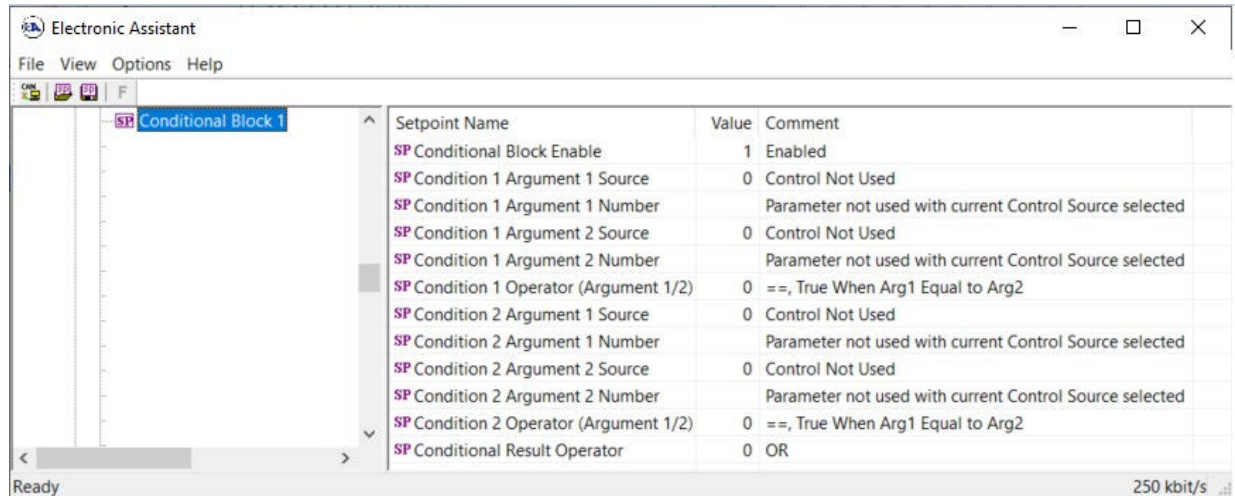 Electronic Assistant
File View Options Help
CAN SP SP F
SP Conditional Block 1
Setpoint Name Value Comment
SP Conditional Block Enable 1 Enabled
SP Condition 1 Argument 1 Source 0 Control Not Used
SP Condition 1 Argument 1 Number Parameter not used with current Control Source selected
SP Condition 1 Argument 2 Source 0 Control Not Used
SP Condition 1 Argument 2 Number Parameter not used with current Control Source selected
SP Condition 1 Operator (Argument 1/2) 0 ==, True When Arg1 Equal to Arg2
SP Condition 2 Argument 1 Source 0 Control Not Used
SP Condition 2 Argument 1 Number Parameter not used with current Control Source selected
SP Condition 2 Argument 2 Source 0 Control Not Used
SP Condition 2 Argument 2 Number Parameter not used with current Control Source selected
SP Condition 2 Operator (Argument 1/2) 0 ==, True When Arg1 Equal to Arg2
SP Conditional Result Operator 0 OR
Ready 250 kbit/s